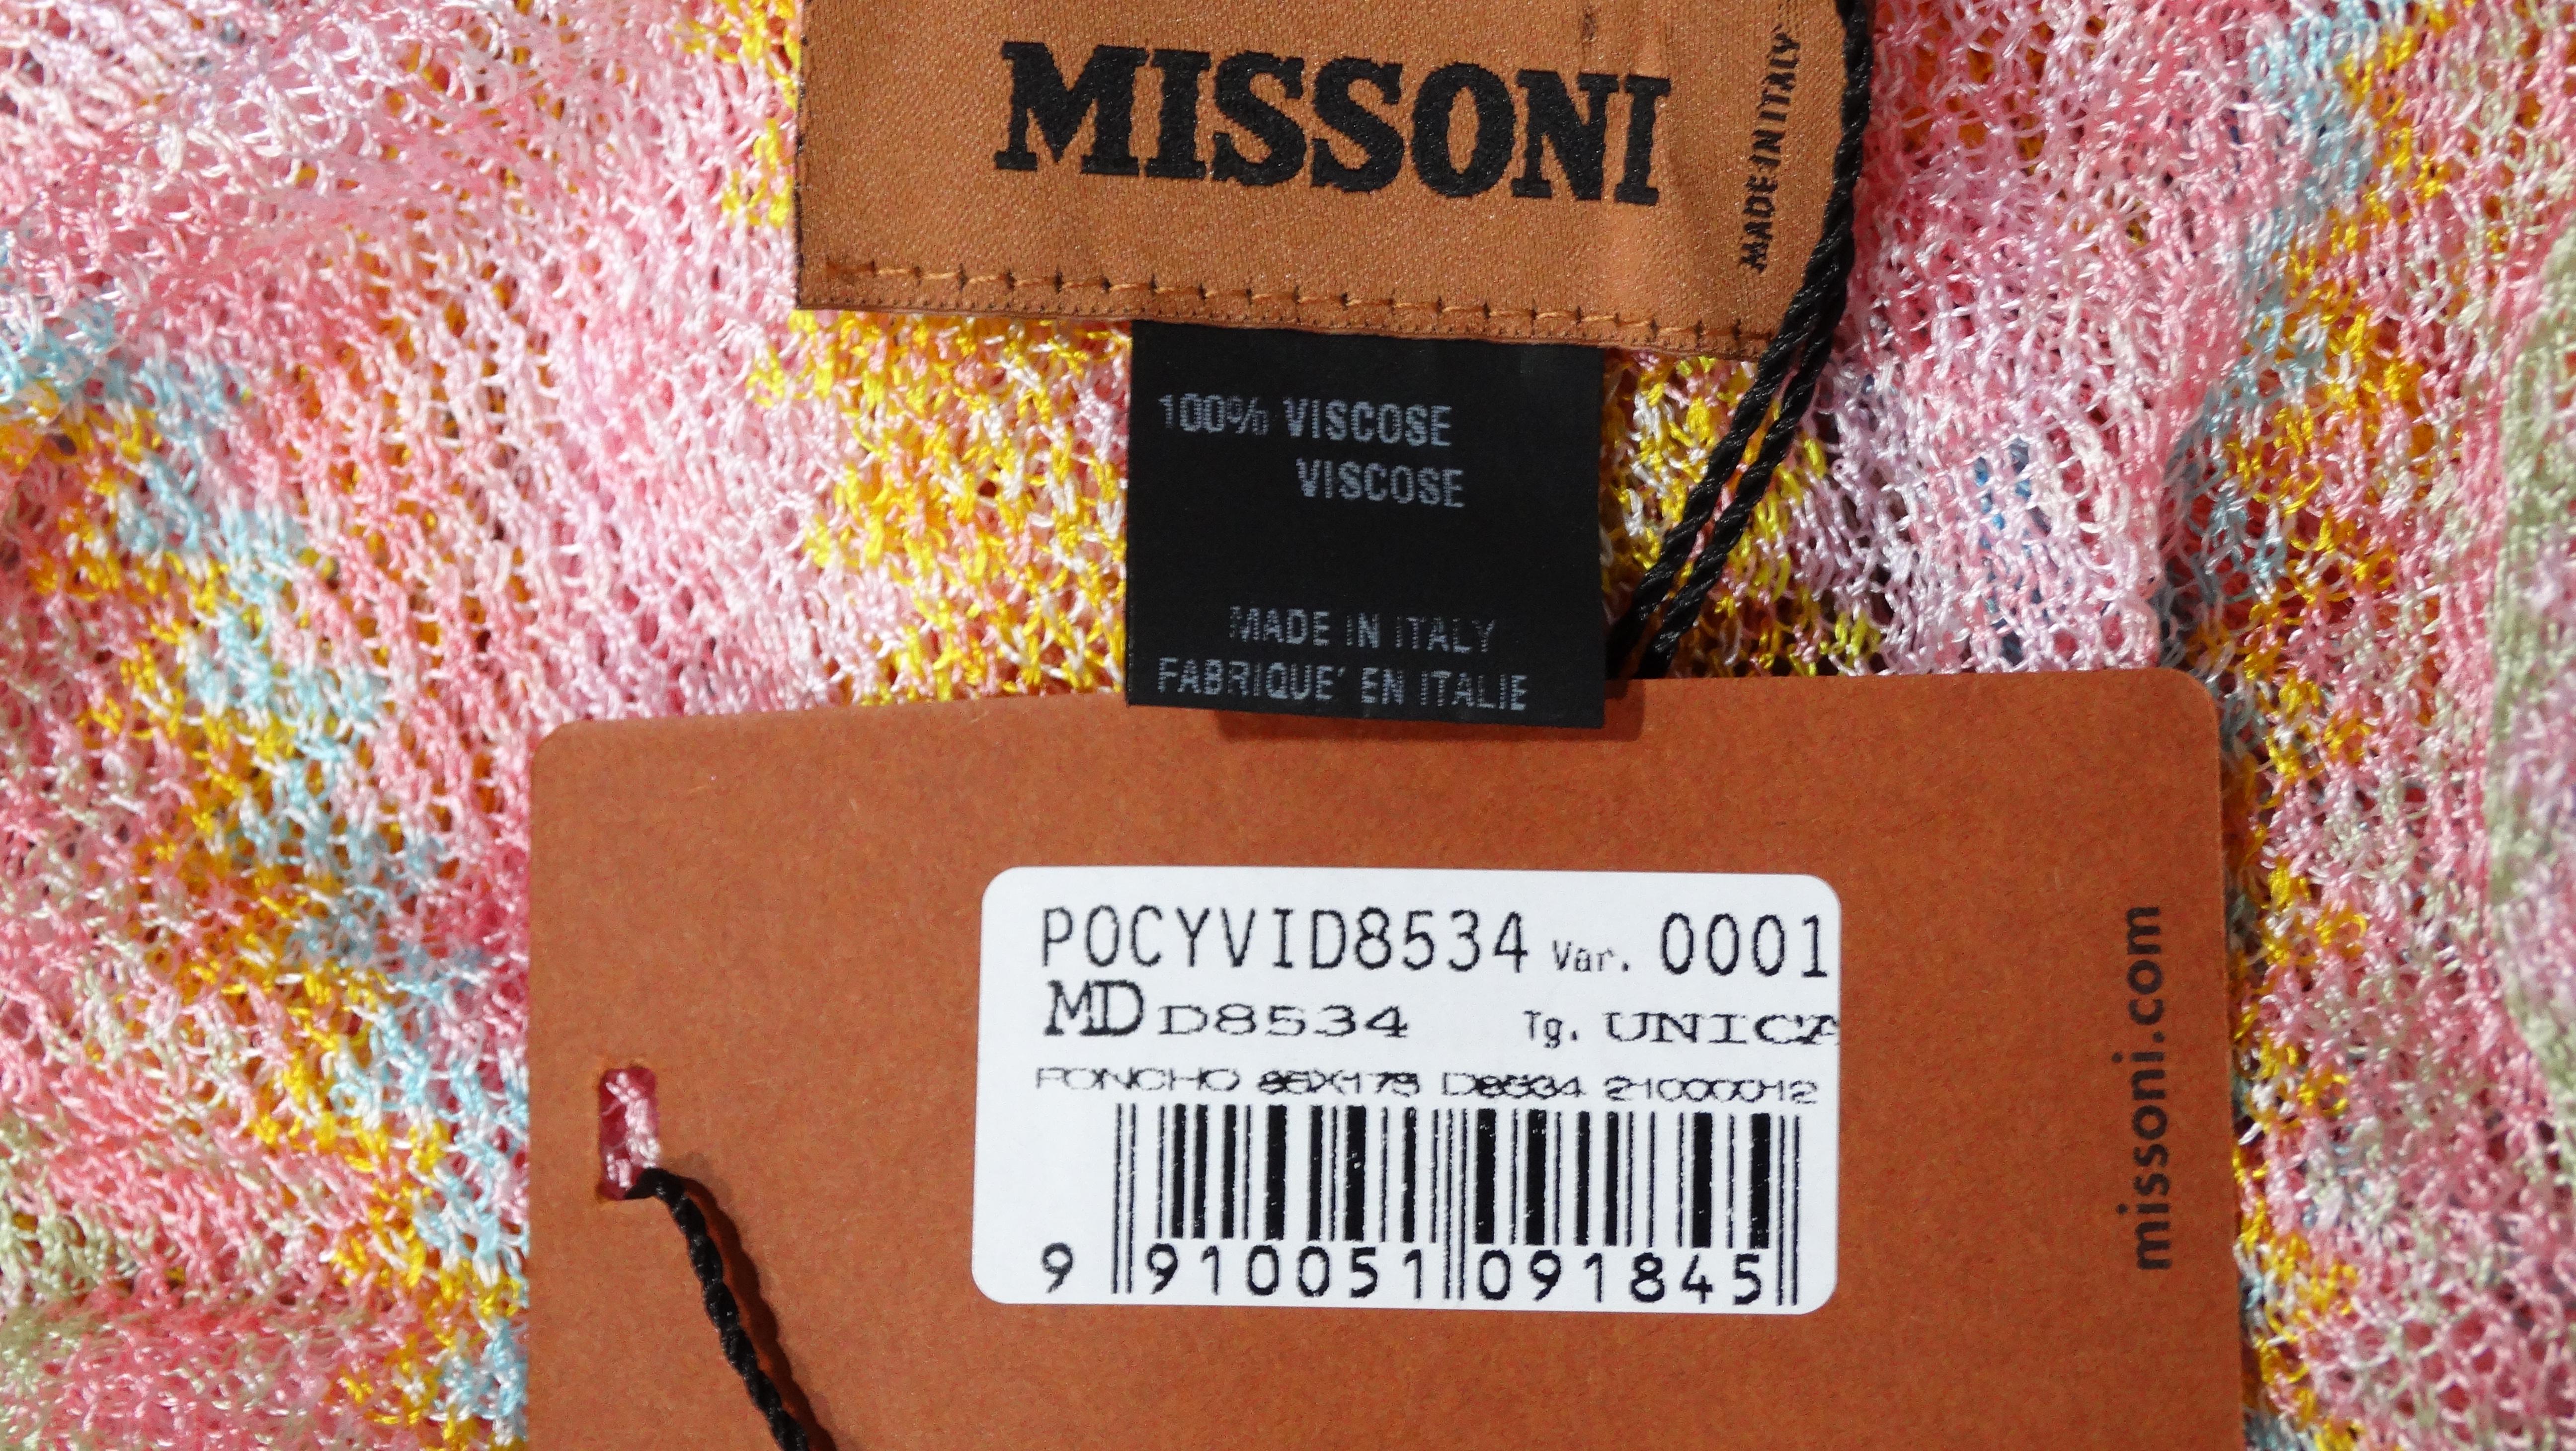 MISSONI
MADE IN ITALY
100% VISCOSE
VISCOSE
MADE IN ITALY
FABRIQUE' EN ITALIE
POCYVID8534 Var. 0001
MD D8534 Tg. UNICA
PONCHO D8534 21000012
9 910051 091845
missoni.com